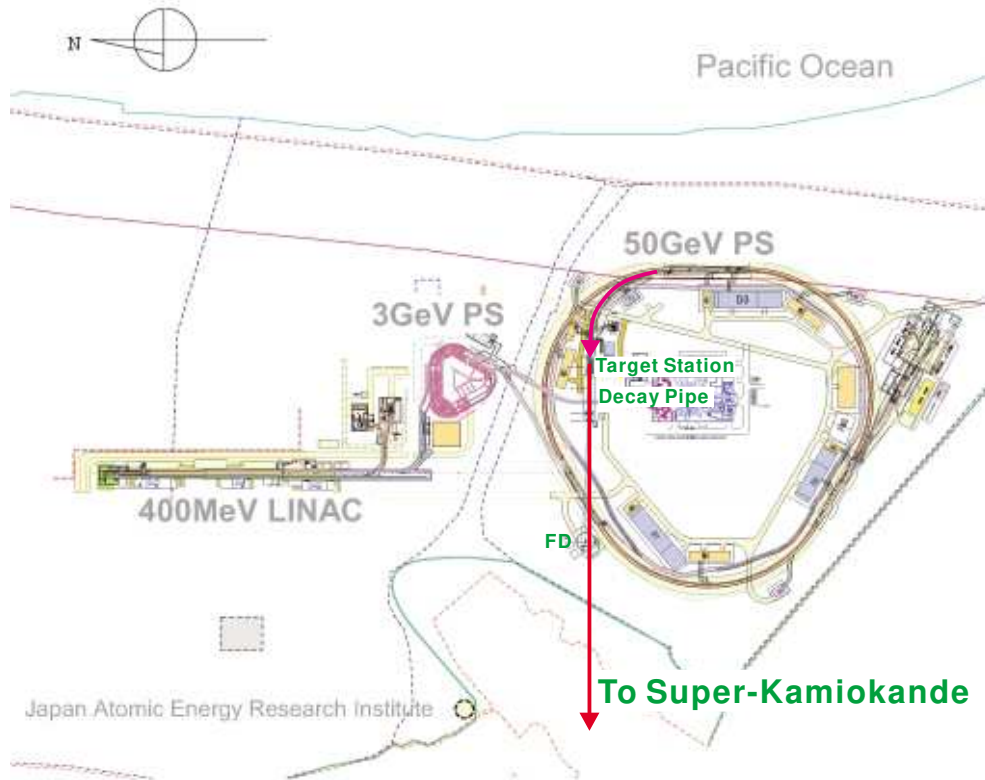 N
Pacific Ocean
50GeV PS
3GeV PS
Target Station
Decay Pipe
400MeV LINAC
FD
To Super-Kamiokande
Japan Atomic Energy Research Institute